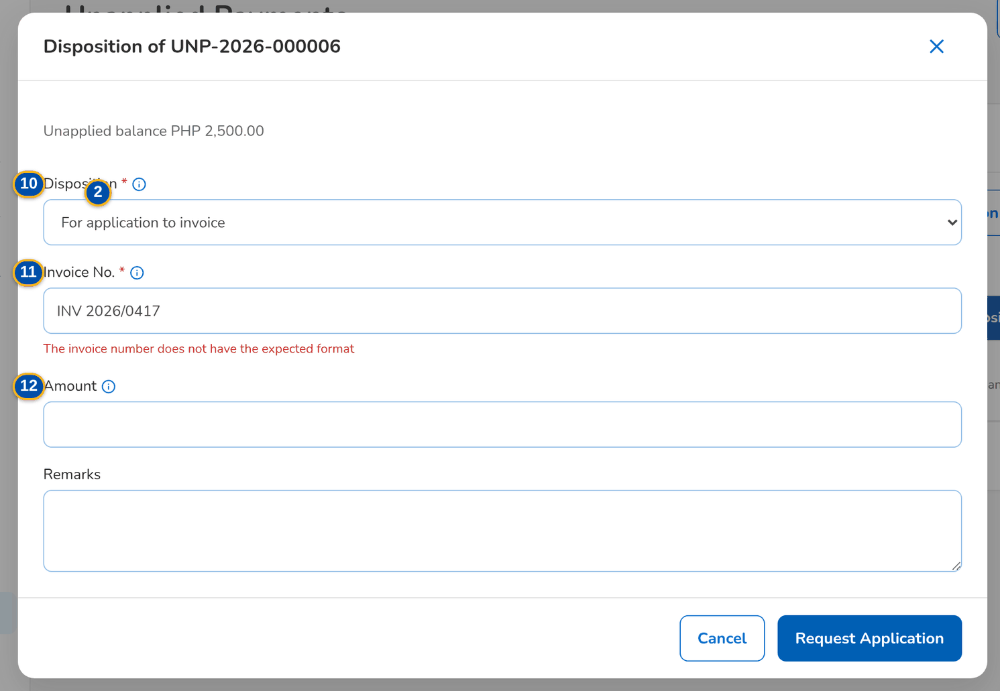 Unapplied Payments
Disposition of UNP-2026-000006
Unapplied balance PHP 2,500.00
10 Disposition * 
2
For application to invoice
11 Invoice No. *
INV 2026/0417
The invoice number does not have the expected format
12 Amount
Remarks
Cancel
Request Application